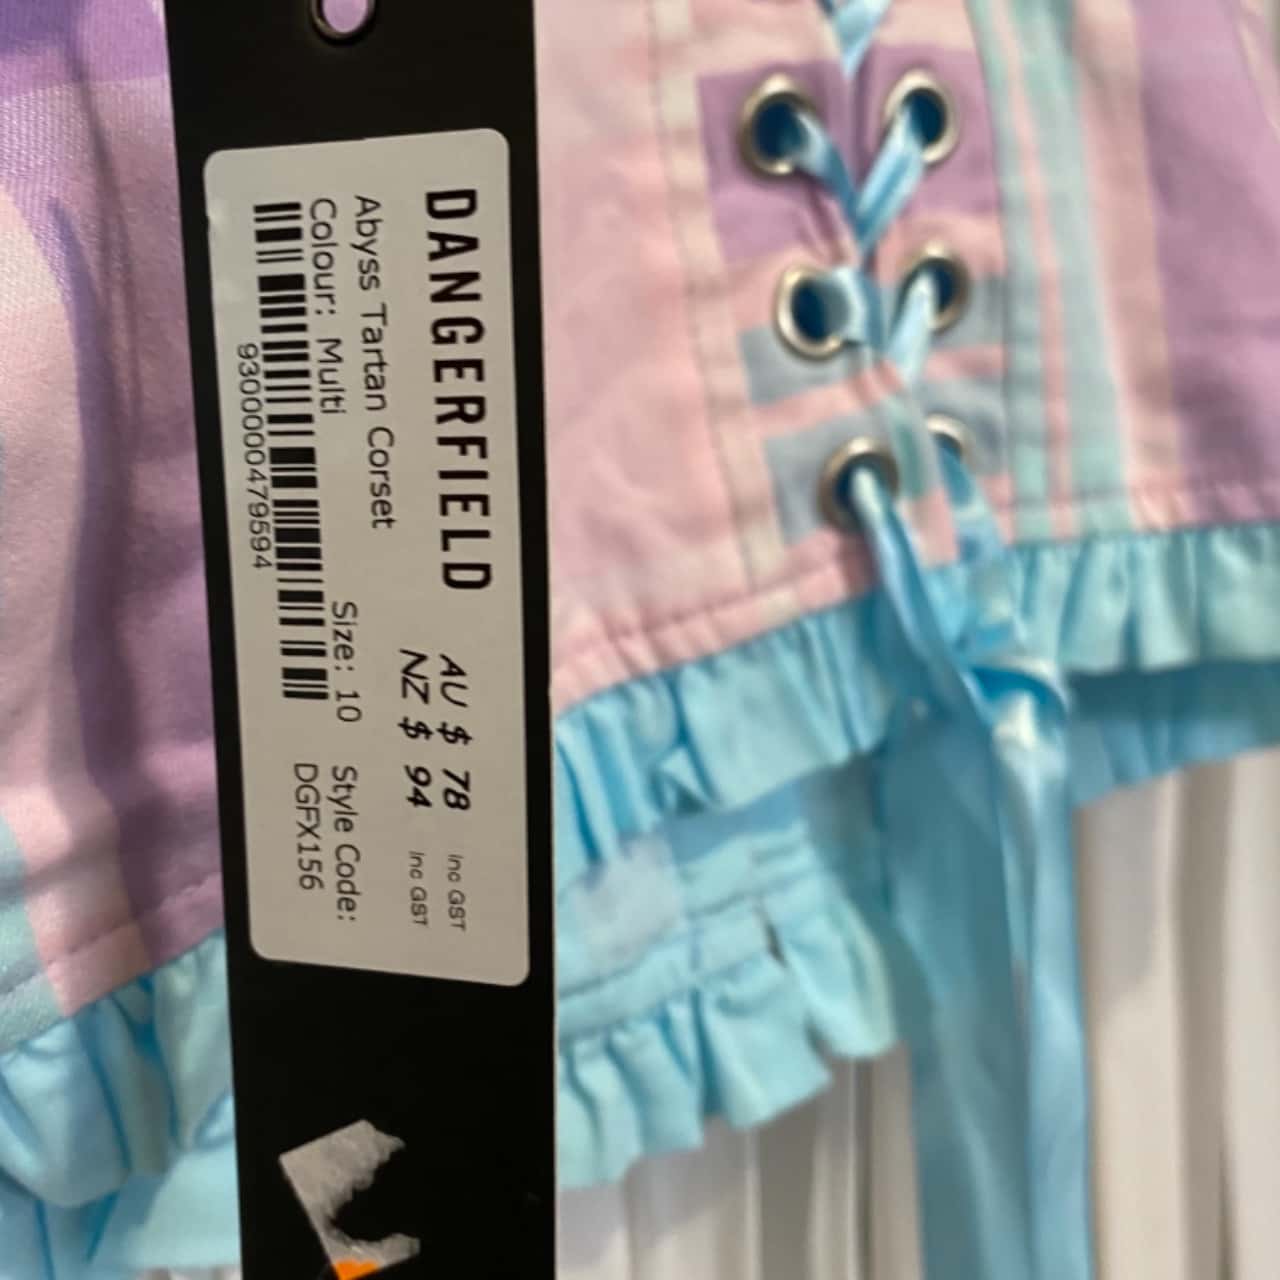 DANGERFIELD
AU $ 78 inc GST
NZ $ 94 inc GST
Abyss Tartan Corset
Colour: Multi
Size: 10
Style Code:
DGFX156
9300000479594